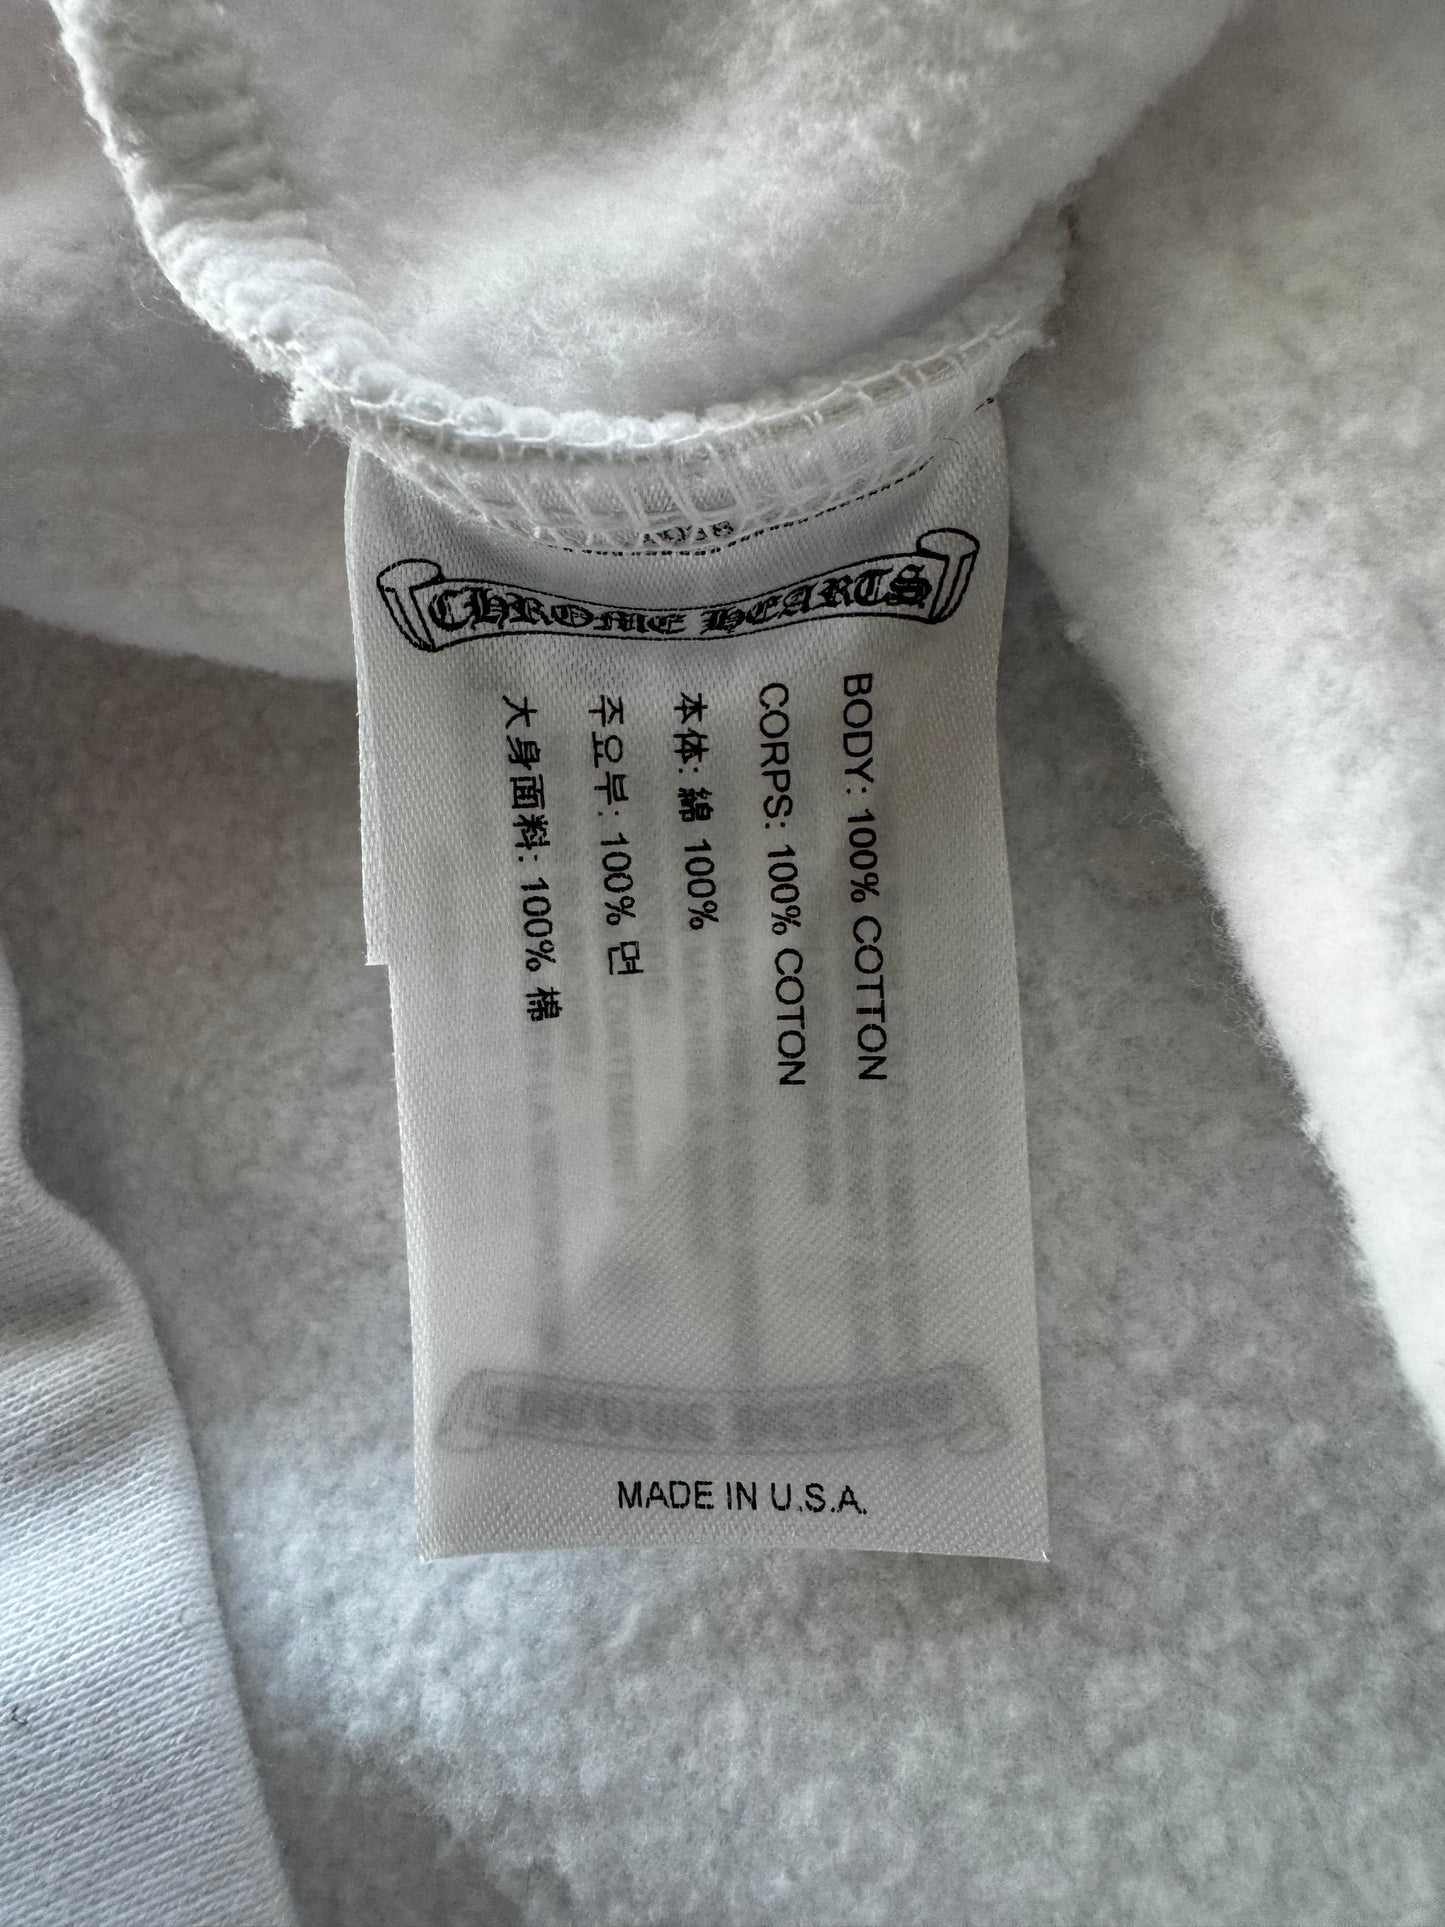 CHROME HEARTS
BODY: 100% COTTON
CORPS: 100% COTON
本体: 綿 100%
주요부: 100% 면
大身面料: 100% 棉
MADE IN U.S.A.